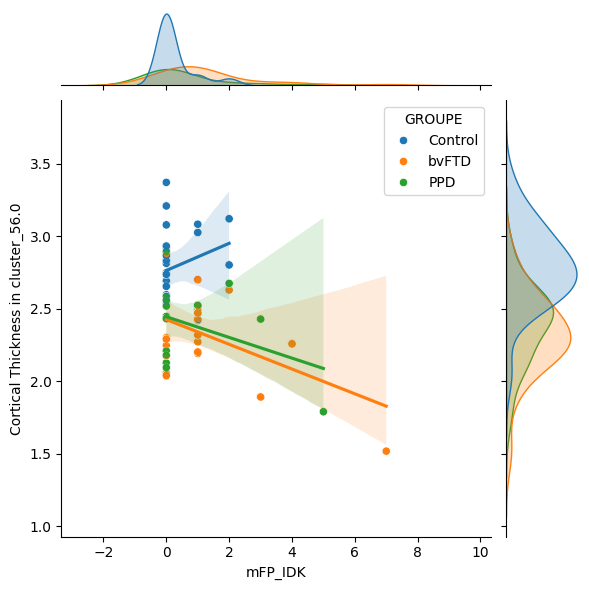 GROUPE
Control
bvFTD
PPD
3.5
3.0
2.5
2.0
1.5
1.0
Cortical Thickness in cluster_56.0
−2
0
2
4
6
8
10
mFP_IDK